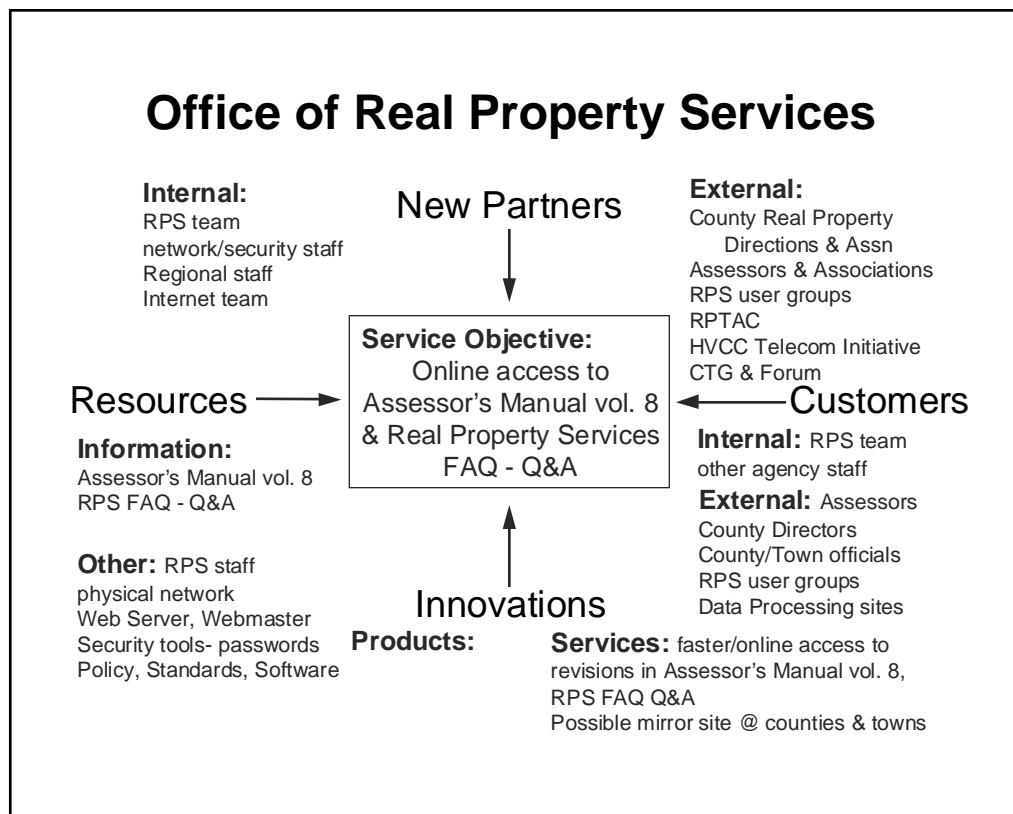 Office of Real Property Services
Internal:
RPS team
network/security staff
Regional staff
Internet team
New Partners
External:
County Real Property
Directions & Assn
Assessors & Associations
RPS user groups
RPTAC
HVCC Telecom Initiative
CTG & Forum
Service Objective:
Online access to
Assessor's Manual vol. 8
& Real Property Services
FAQ - Q&A
Resources
Information:
Assessor's Manual vol. 8
RPS FAQ - Q&A
Other: RPS staff
physical network
Web Server, Webmaster
Security tools- passwords
Policy, Standards, Software
Customers
Internal: RPS team
other agency staff
External: Assessors
County Directors
County/Town officials
RPS user groups
Data Processing sites
Innovations
Products:
Services: faster/online access to
revisions in Assessor's Manual vol. 8,
RPS FAQ Q&A
Possible mirror site @ counties & towns